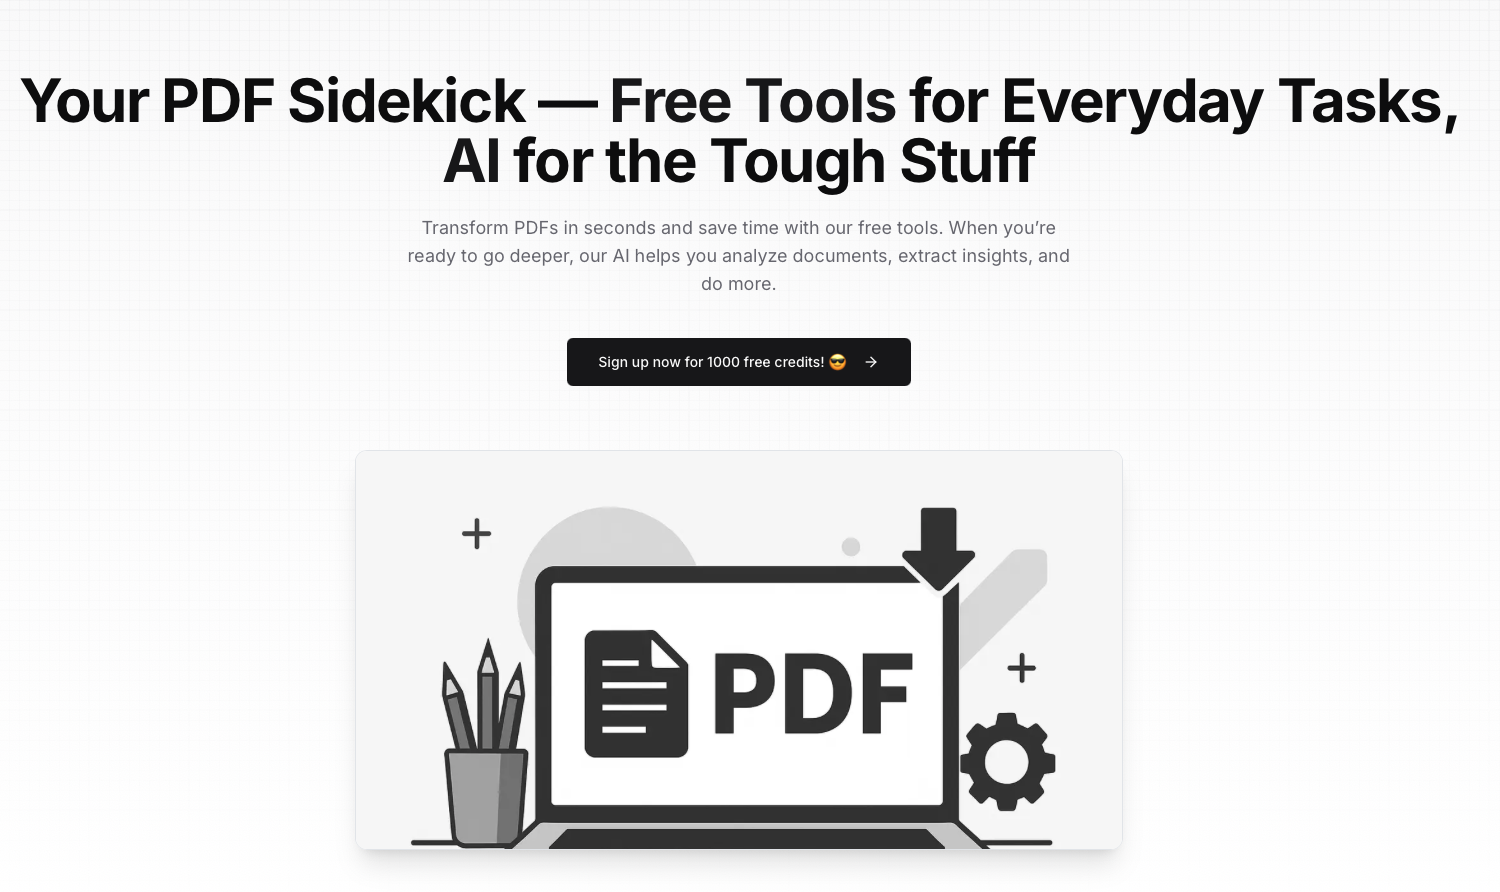 Your PDF Sidekick — Free Tools for Everyday Tasks,
AI for the Tough Stuff
Transform PDFs in seconds and save time with our free tools. When you’re
ready to go deeper, our AI helps you analyze documents, extract insights, and
do more.
Sign up now for 1000 free credits! 😎 →
PDF